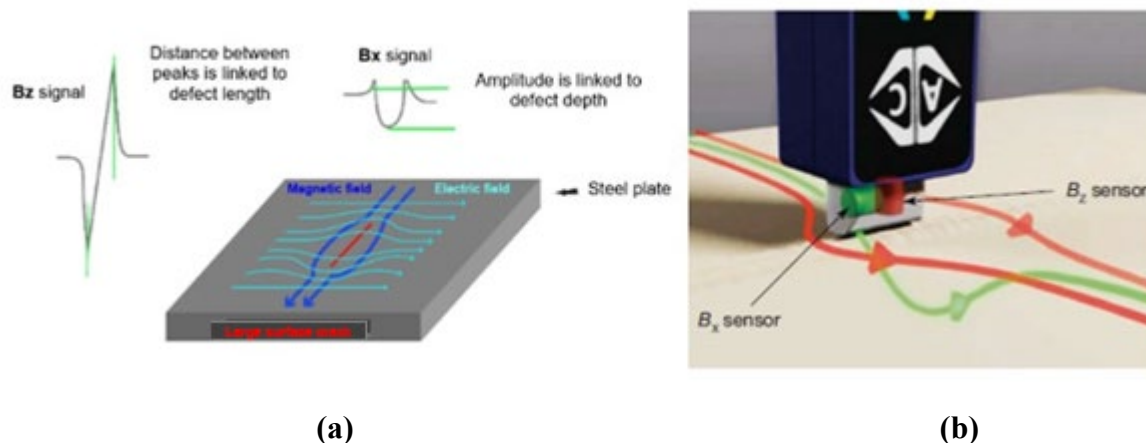 Bz signal
Distance between
peaks is linked to
defect length
Bx signal
Amplitude is linked to
defect depth
Magnetic field
Electric field
Steel plate
Large surface crack
AC
Bz sensor
Bx sensor
(a)
(b)